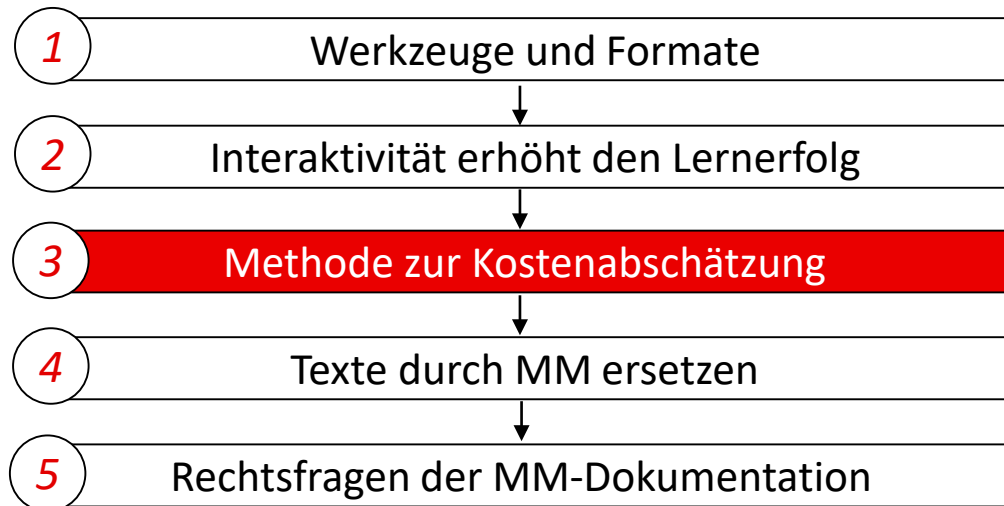 1 Werkzeuge und Formate
2 Interaktivität erhöht den Lernerfolg
3 Methode zur Kostenabschätzung
4 Texte durch MM ersetzen
5 Rechtsfragen der MM-Dokumentation